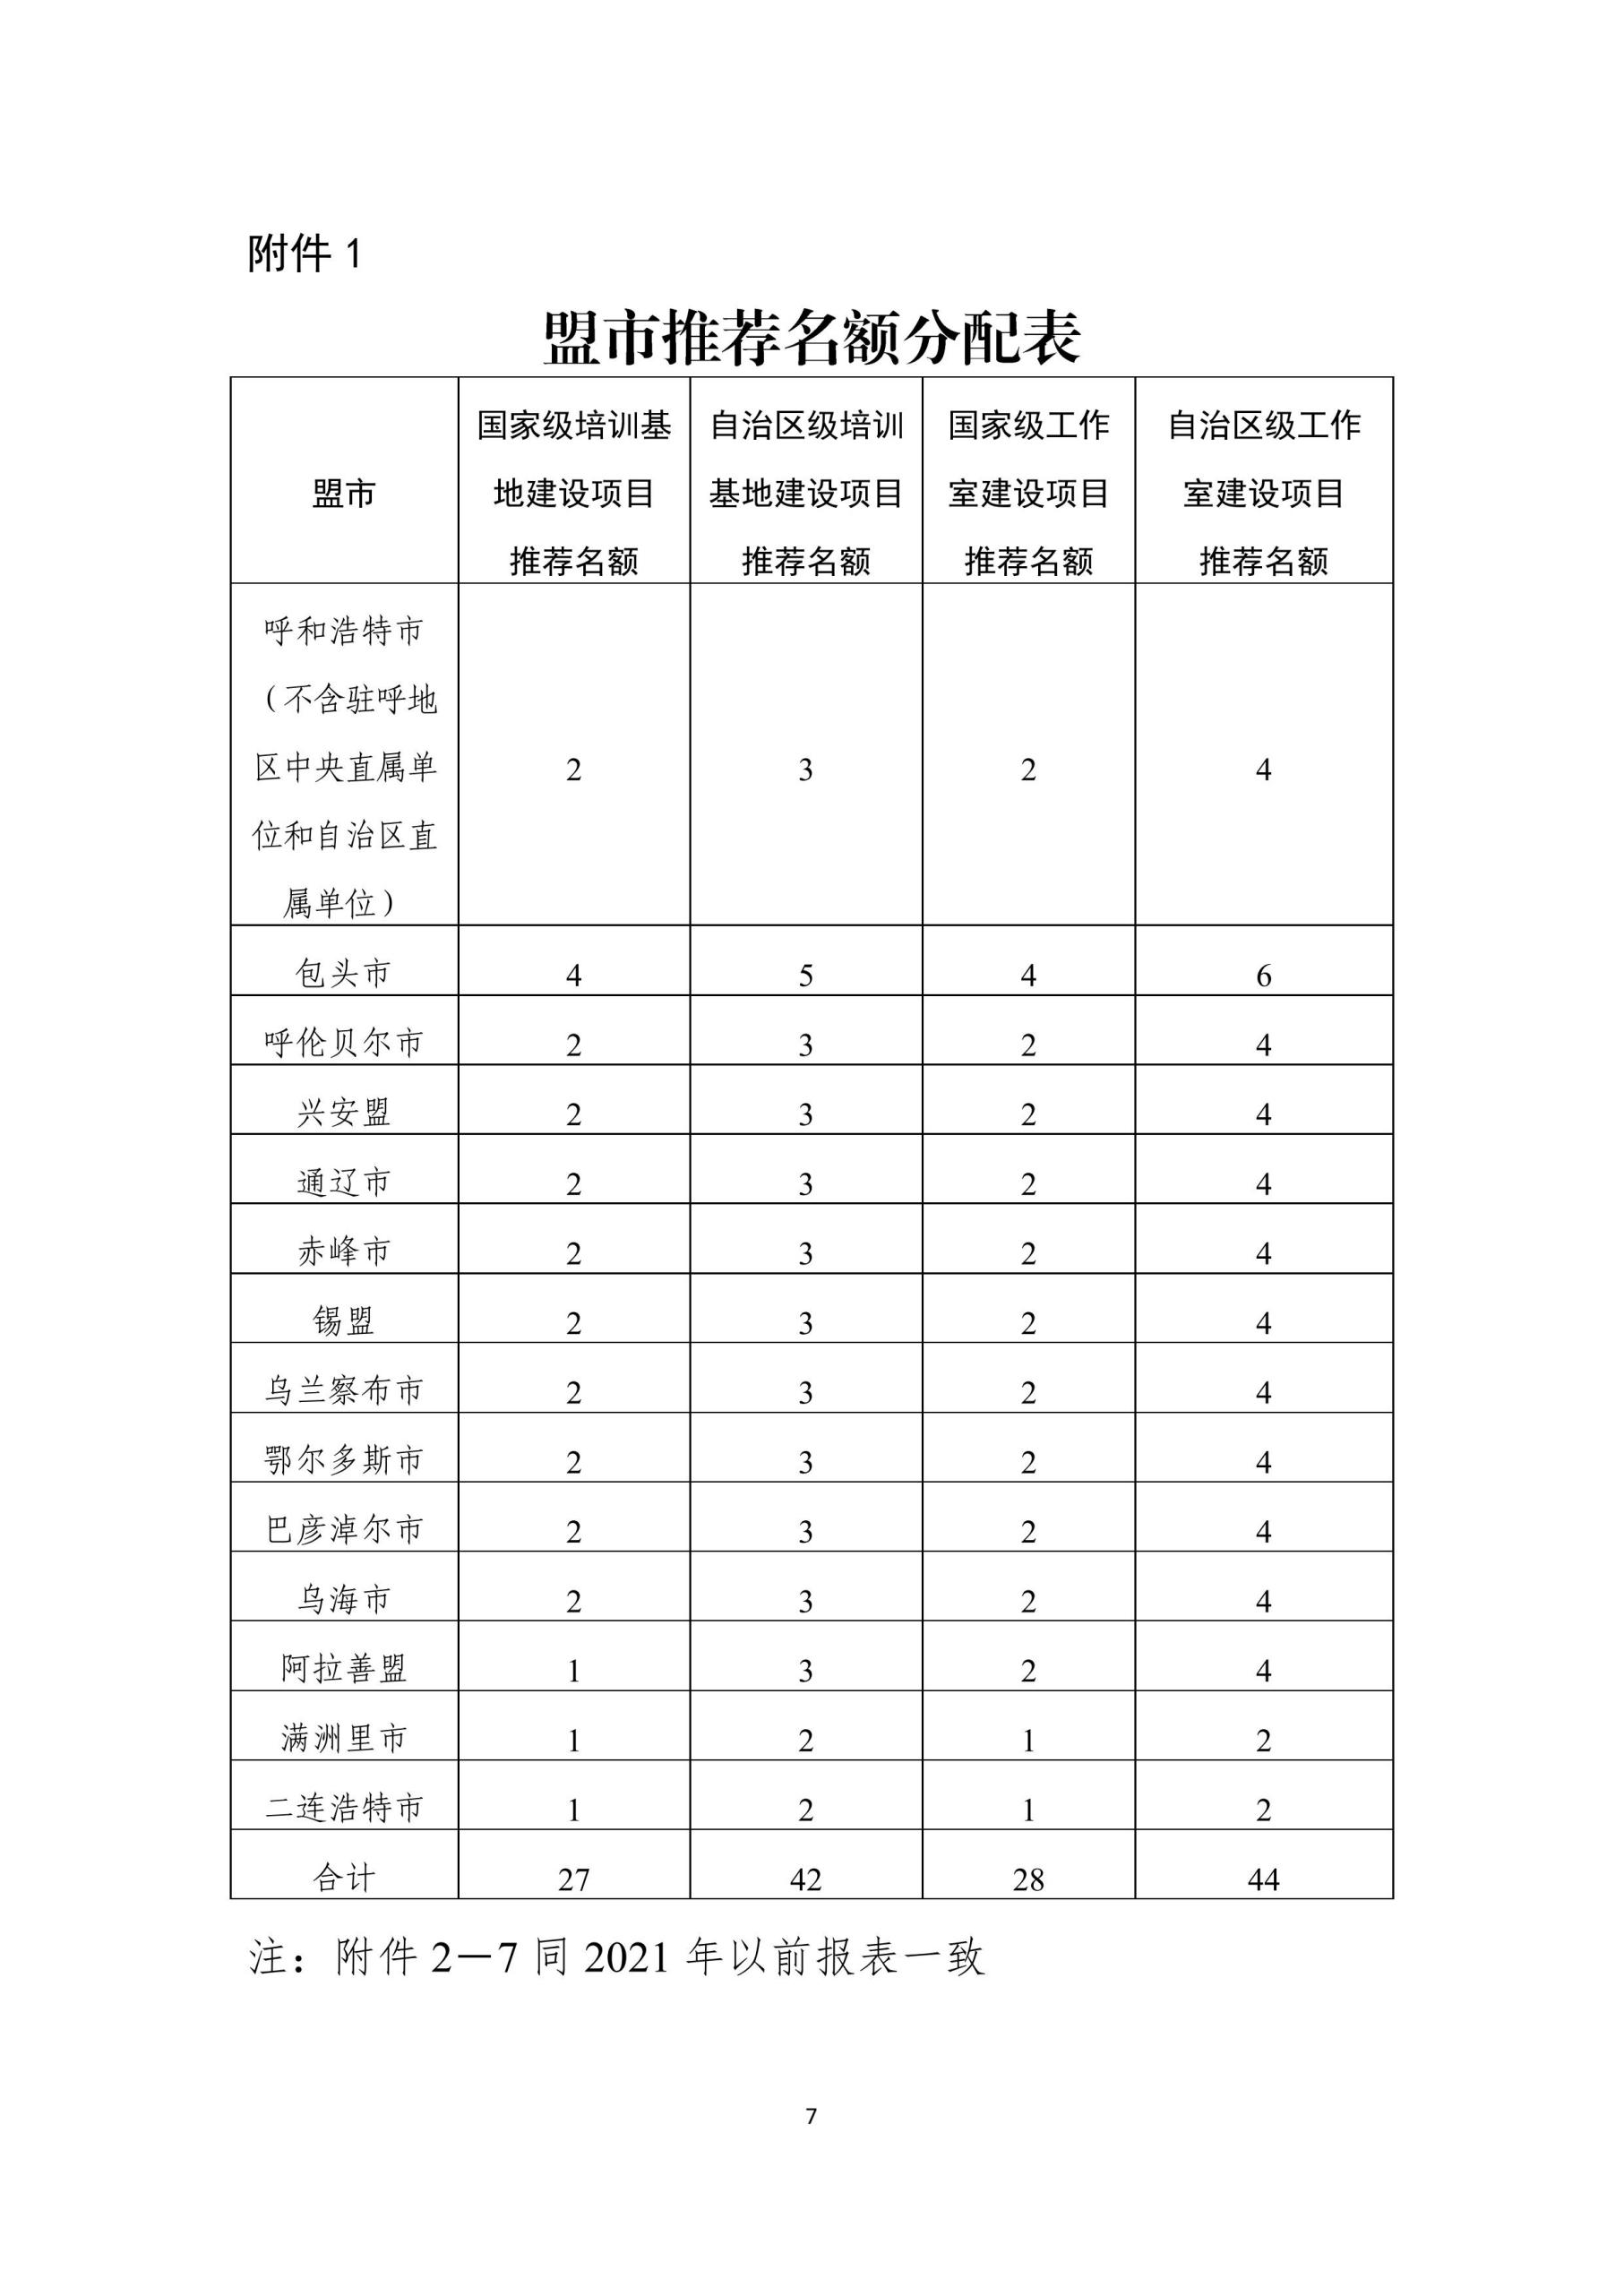 附件 1
盟市推荐名额分配表
盟市 国家级培训基地建设项目推荐名额 自治区级培训基地建设项目推荐名额 国家级工作室建设项目推荐名额 自治区级工作室建设项目推荐名额
呼和浩特市（不含驻呼地区中央直属单位和自治区直属单位） 2 3 2 4
包头市 4 5 4 6
呼伦贝尔市 2 3 2 4
兴安盟 2 3 2 4
通辽市 2 3 2 4
赤峰市 2 3 2 4
锡盟 2 3 2 4
乌兰察布市 2 3 2 4
鄂尔多斯市 2 3 2 4
巴彦淖尔市 2 3 2 4
乌海市 2 3 2 4
阿拉善盟 1 3 2 4
满洲里市 1 2 1 2
二连浩特市 1 2 1 2
合计 27 42 28 44
注：附件 2－7 同 2021 年以前报表一致
7